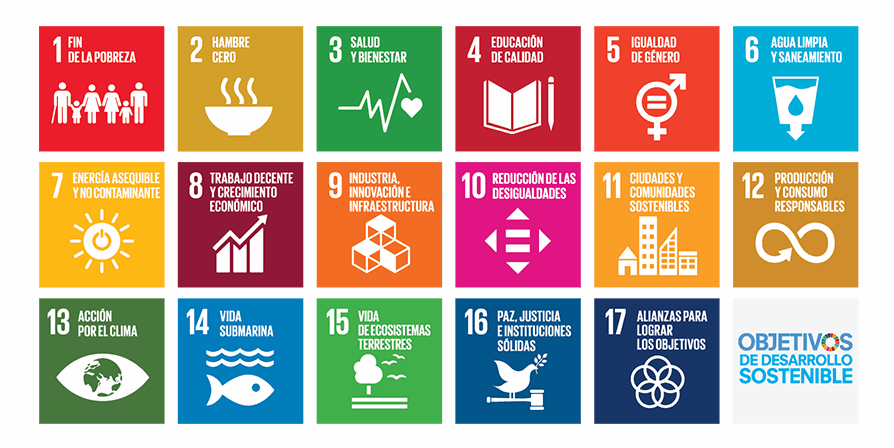 1 FIN
DE LA POBREZA
2 HAMBRE
CERO
3 SALUD
Y BIENESTAR
4 EDUCACIÓN
DE CALIDAD
5 IGUALDAD
DE GÉNERO
6 AGUA LIMPIA
Y SANEAMIENTO
7 ENERGÍA ASEQUIBLE
Y NO CONTAMINANTE
8 TRABAJO DECENTE
Y CRECIMIENTO
ECONÓMICO
9 INDUSTRIA,
INNOVACIÓN E
INFRAESTRUCTURA
10 REDUCCIÓN DE LAS
DESIGUALDADES
11 CIUDADES Y
COMUNIDADES
SOSTENIBLES
12 PRODUCCIÓN
Y CONSUMO
RESPONSABLES
13 ACCIÓN
POR EL CLIMA
14 VIDA
SUBMARINA
15 VIDA
DE ECOSISTEMAS
TERRESTRES
16 PAZ, JUSTICIA
E INSTITUCIONES
SÓLIDAS
17 ALIANZAS PARA
LOGRAR
LOS OBJETIVOS
OBJETIVOS
DE DESARROLLO
SOSTENIBLE